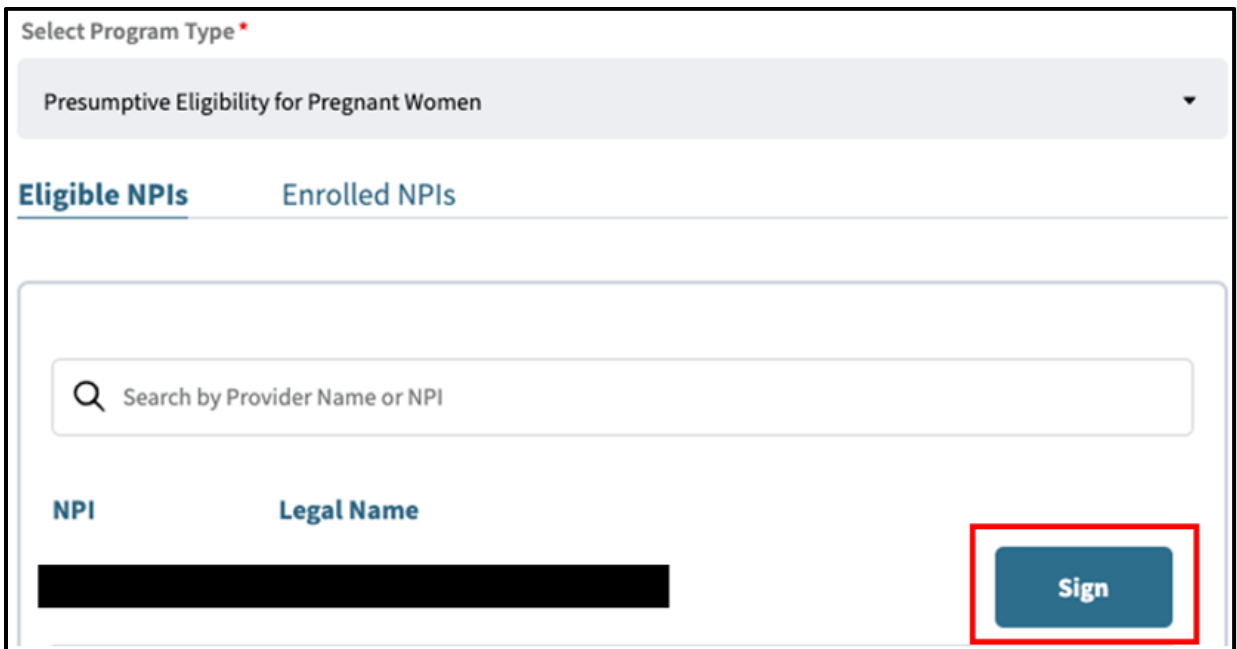 Select Program Type*
Presumptive Eligibility for Pregnant Women
Eligible NPIs Enrolled NPIs
Search by Provider Name or NPI
NPI Legal Name
Sign